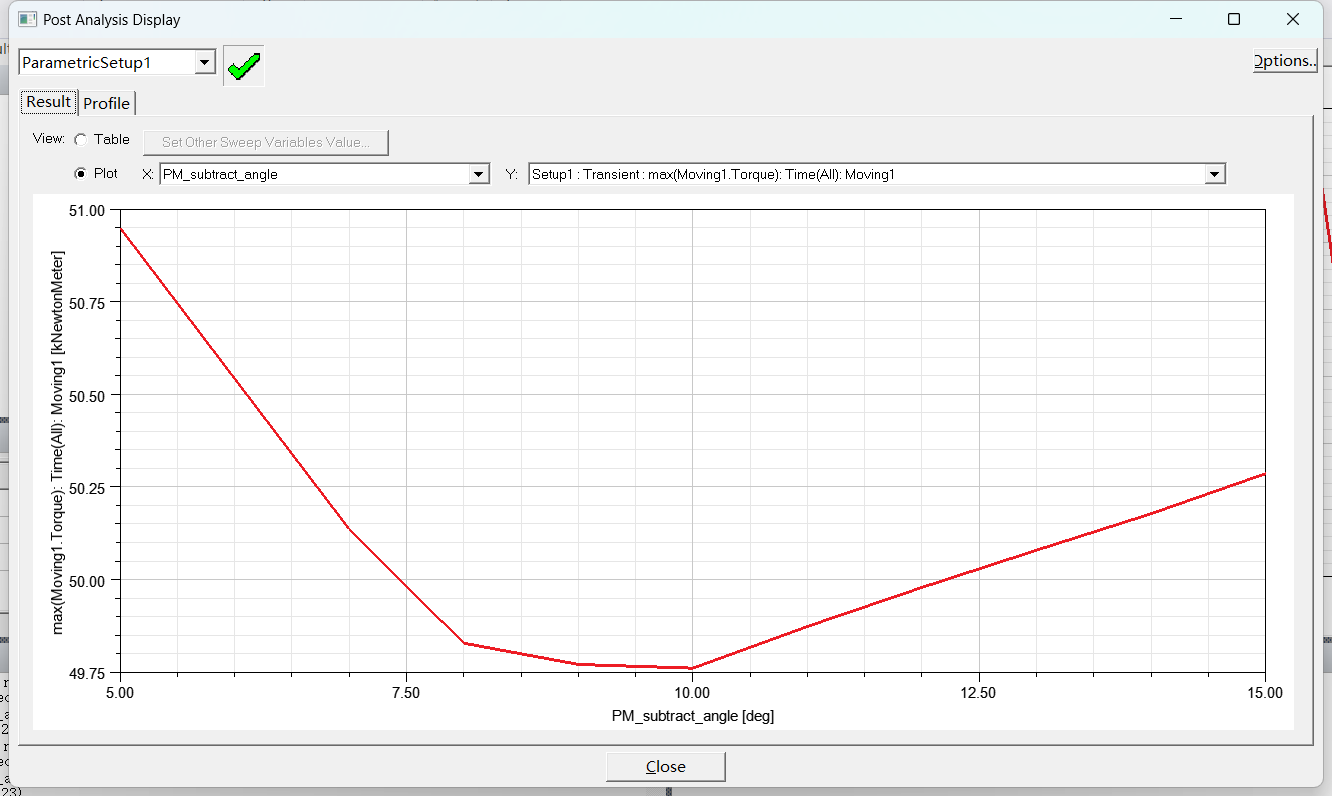 Post Analysis Display
ParametricSetup1
Options..
Result
Profile
View:
Table
Set Other Sweep Variables Value...
Plot
X:
PM_subtract_angle
Y:
Setup1 : Transient : max(Moving1.Torque): Time(All): Moving1
51.00
50.75
50.50
50.25
50.00
49.75
max(Moving1.Torque): Time(All): Moving1 [kNewtonMeter]
5.00
7.50
10.00
12.50
15.00
PM_subtract_angle [deg]
Close
23)